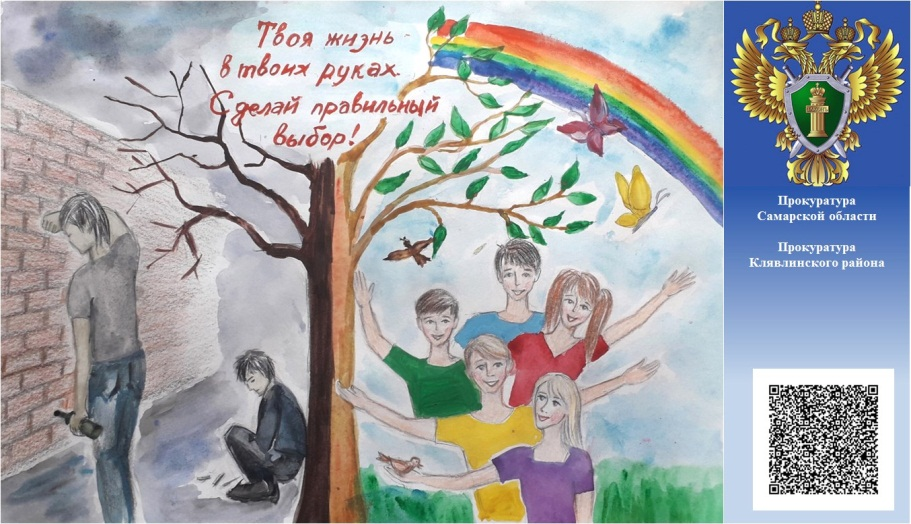 Твоя жизнь
в твоих руках.
Сделай правильный
выбор!
Прокуратура
Самарской области
Прокуратура
Клявлинского района